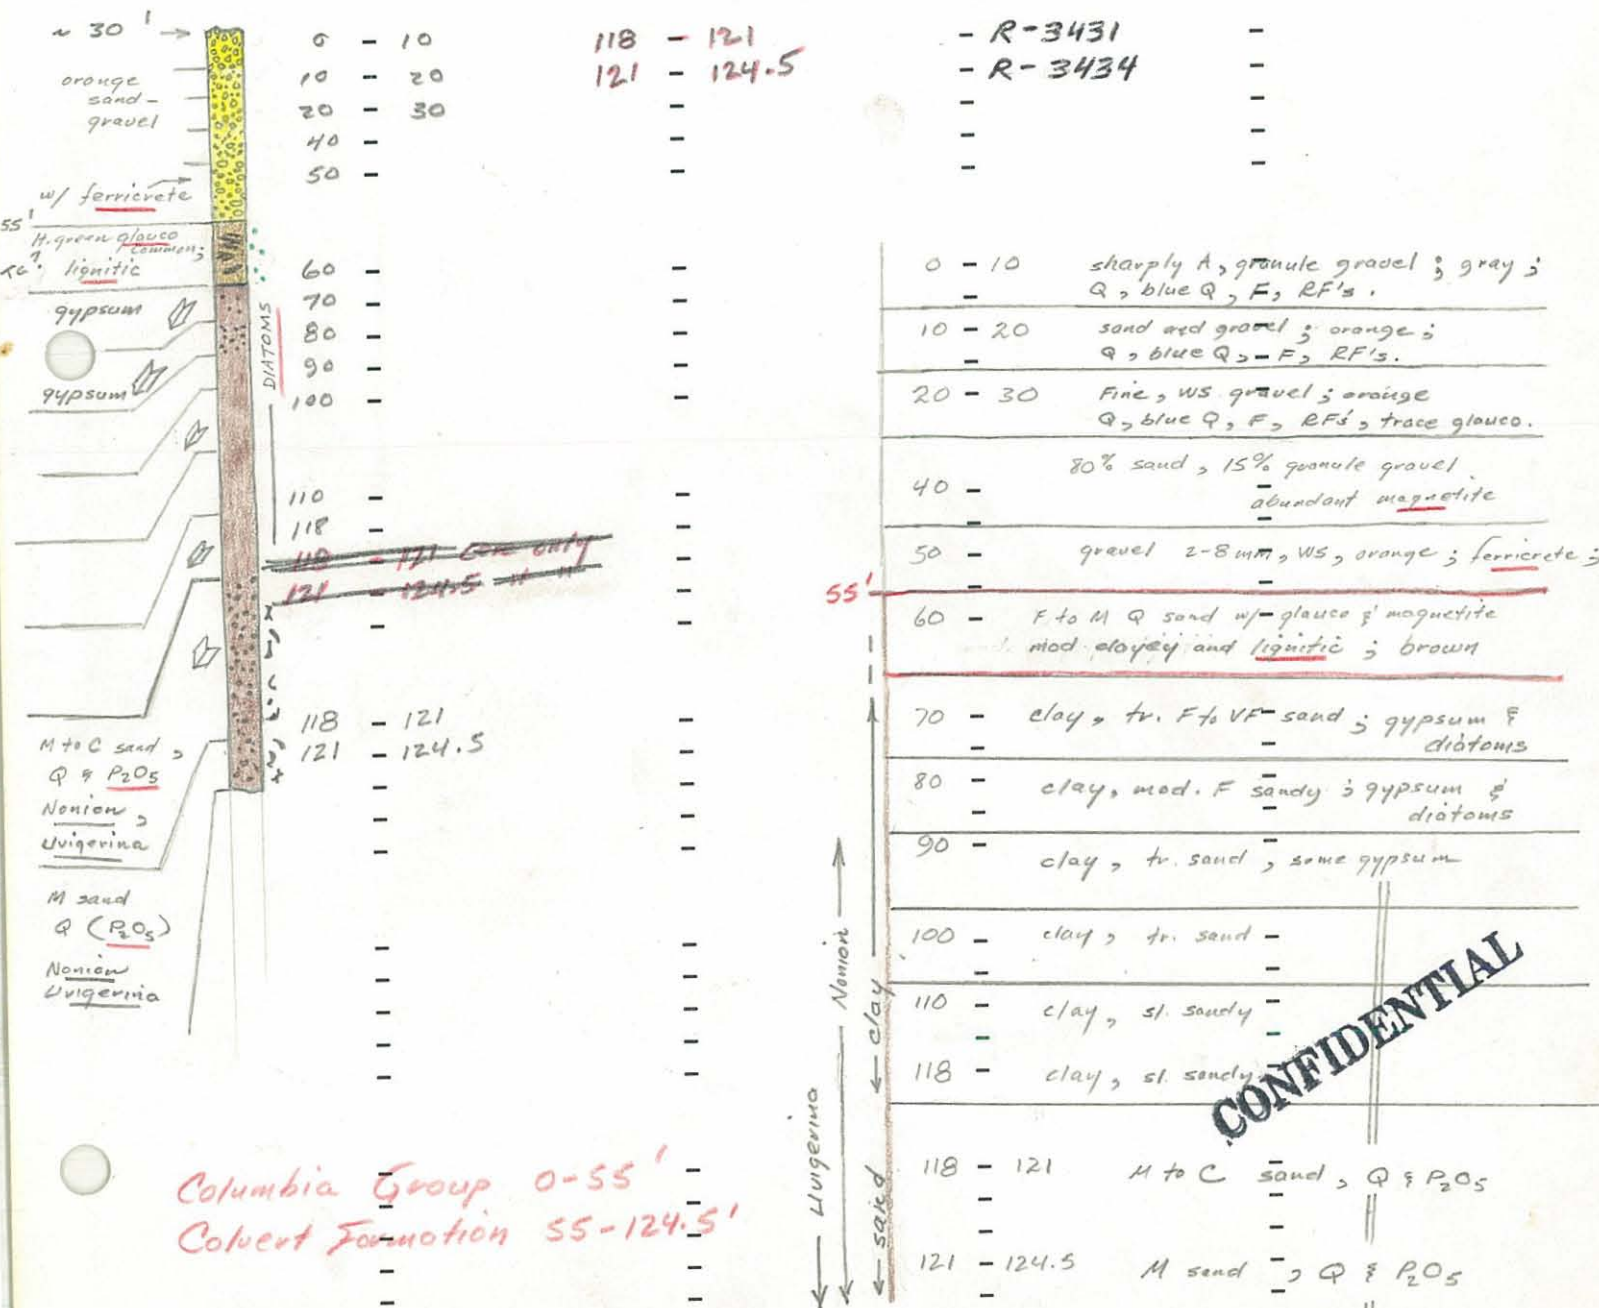 ~ 30'
orange
sand-
gravel
w/ ferricrete
55'
lt. green glauco
common;
lignitic
gypsum
gypsum
M to C sand,
Q & P2O5
Nonion,
Uvigerina
M sand
Q (P2O5)
Nonion
Uvigerina
DIATOMS
0 - 10
10 - 20
20 - 30
40 -
50 -
60 -
70 -
80 -
90 -
100 -
110 -
118 -
118 - 121 Core only
121 - 124.5 " "
118 - 121
121 - 124.5
118 - 121
121 - 124.5
- R-3431
- R-3434
0 - 10 sharply A, granule gravel; gray;
Q, blue Q, F, RF's.
10 - 20 sand and gravel; orange;
Q, blue Q, F, RF's.
20 - 30 Fine, WS gravel; orange
Q, blue Q, F, RF's, trace glauco.
80% sand, 15% granule gravel
40 -
abundant magnetite
50 - gravel 2-8mm, WS, orange; ferricrete;
55'
60 - F to M Q sand w/ glauco & magnetite
mod clayey and lignitic; brown
70 - clay, tr. F to VF sand; gypsum &
diatoms
80 - clay, mod. F sandy; gypsum &
diatoms
90 - clay, tr. sand, some gypsum
100 - clay, tr. sand
110 - clay, sl. sandy
118 - clay, sl. sandy
118 - 121 M to C sand, Q & P2O5
121 - 124.5 M sand, Q & P2O5
Uvigerina
Nonion
clay
sand
CONFIDENTIAL
Columbia Group 0-55'
Calvert Formation 55-124.5'